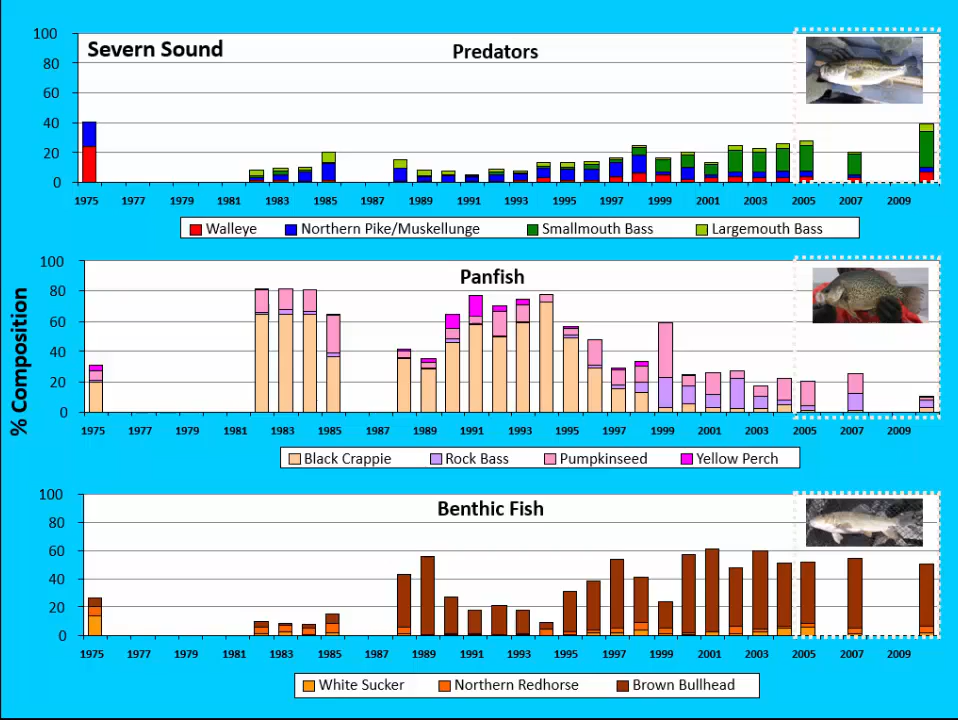 Severn Sound
Predators
100
80
60
40
20
0
1975 1977 1979 1981 1983 1985 1987 1989 1991 1993 1995 1997 1999 2001 2003 2005 2007 2009
Walleye Northern Pike/Muskellunge Smallmouth Bass Largemouth Bass
% Composition
Panfish
100
80
60
40
20
0
1975 1977 1979 1981 1983 1985 1987 1989 1991 1993 1995 1997 1999 2001 2003 2005 2007 2009
Black Crappie Rock Bass Pumpkinseed Yellow Perch
Benthic Fish
100
80
60
40
20
0
1975 1977 1979 1981 1983 1985 1987 1989 1991 1993 1995 1997 1999 2001 2003 2005 2007 2009
White Sucker Northern Redhorse Brown Bullhead